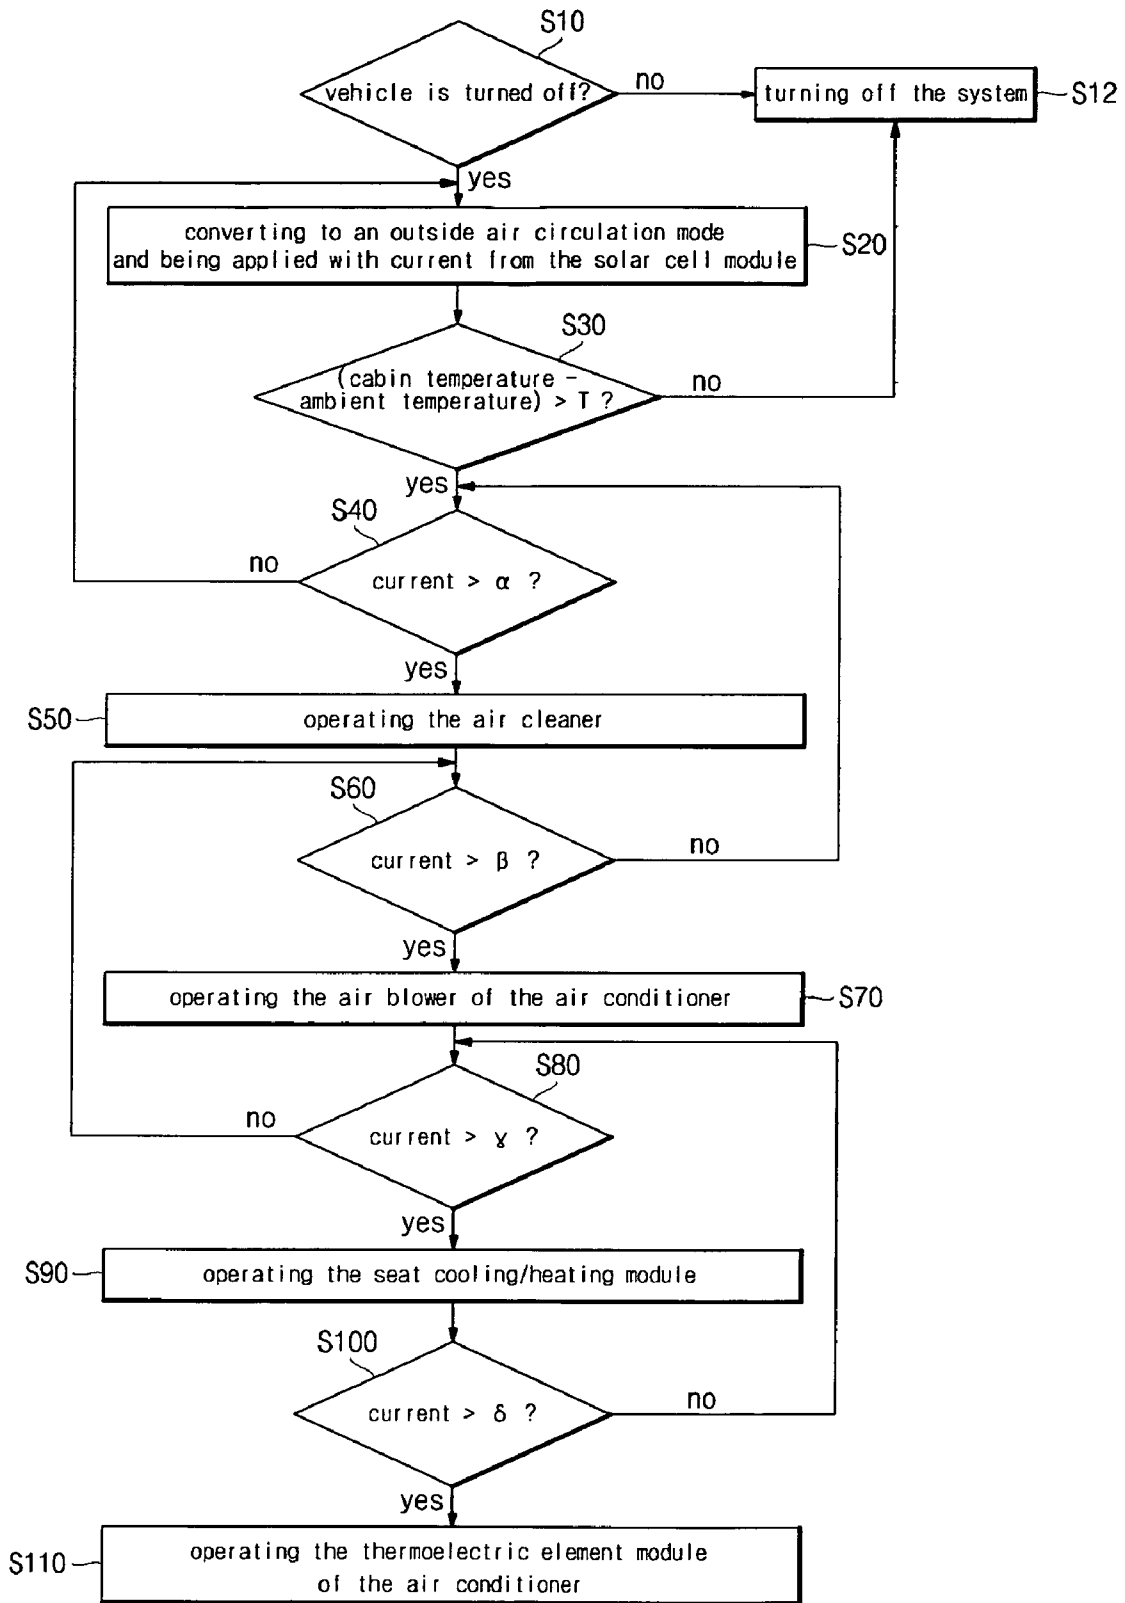 S10
vehicle is turned off?
no
turning off the system
S12
yes
converting to an outside air circulation mode
and being applied with current from the solar cell module
S20
S30
(cabin temperature -
ambient temperature) > T ?
no
yes
S40
no
current > α ?
yes
S50
operating the air cleaner
S60
current > β ?
no
yes
operating the air blower of the air conditioner
S70
S80
no
current > γ ?
yes
S90
operating the seat cooling/heating module
S100
current > δ ?
no
yes
S110
operating the thermoelectric element module
of the air conditioner